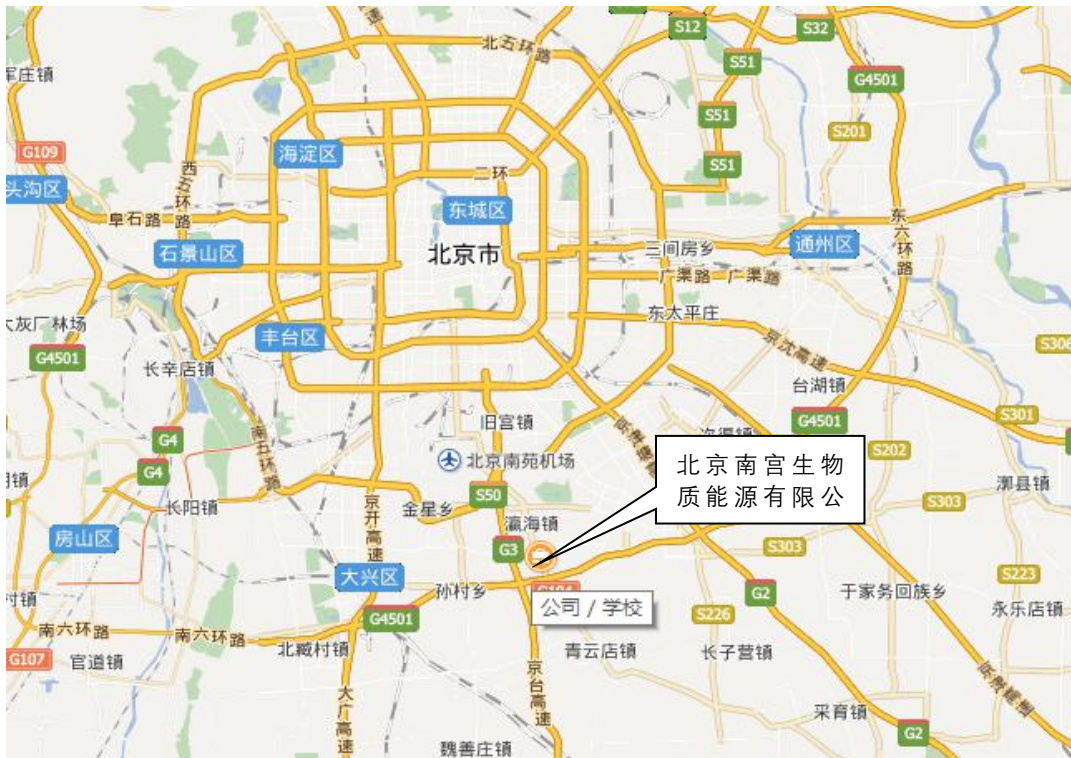 S12
S32
北五环路
S51
军庄镇
G4501
S51
S201
G109
海淀区
S51
西石环路
二环
头沟区
东城区
阜石路
东六环路
北京市
三间房乡
通州区
石景山区
广渠路
广渠路
东太平庄
大灰厂林场
丰台区
京沈高速
G4501
S306
长辛店镇
台湖镇
旧宫镇
S301
G4501
南五环路
G4
S202
北京南苑机场
北京南宫生物
质能源有限公
G4
漷县镇
S50
长阳镇
京开高速
金星乡
瀛海镇
S303
房山区
G3
S303
大兴区
S223
孙村乡
G2
于家务回族乡
公司/学校
永乐店镇
G4501
S226
南六环路
南六环路
北臧村镇
青云店镇
长子营镇
G107
官道镇
京台高速
大广高速
采育镇
G2
魏善庄镇